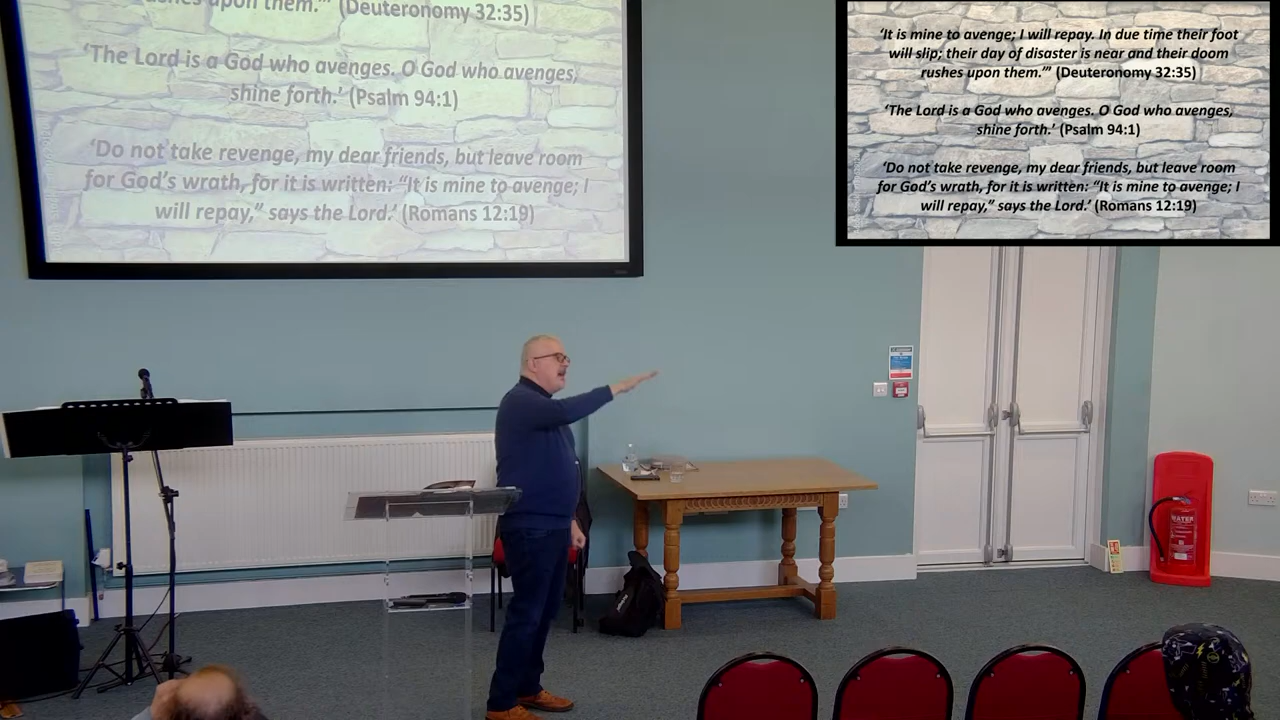 rushes upon them.'" (Deuteronomy 32:35)
'The Lord is a God who avenges. O God who avenges,
shine forth.' (Psalm 94:1)
'Do not take revenge, my dear friends, but leave room
for God's wrath, for it is written: "It is mine to avenge; I
will repay," says the Lord.' (Romans 12:19)
'It is mine to avenge; I will repay. In due time their foot
will slip; their day of disaster is near and their doom
rushes upon them.'" (Deuteronomy 32:35)
'The Lord is a God who avenges. O God who avenges,
shine forth.' (Psalm 94:1)
'Do not take revenge, my dear friends, but leave room
for God's wrath, for it is written: "It is mine to avenge; I
will repay," says the Lord.' (Romans 12:19)
WATER